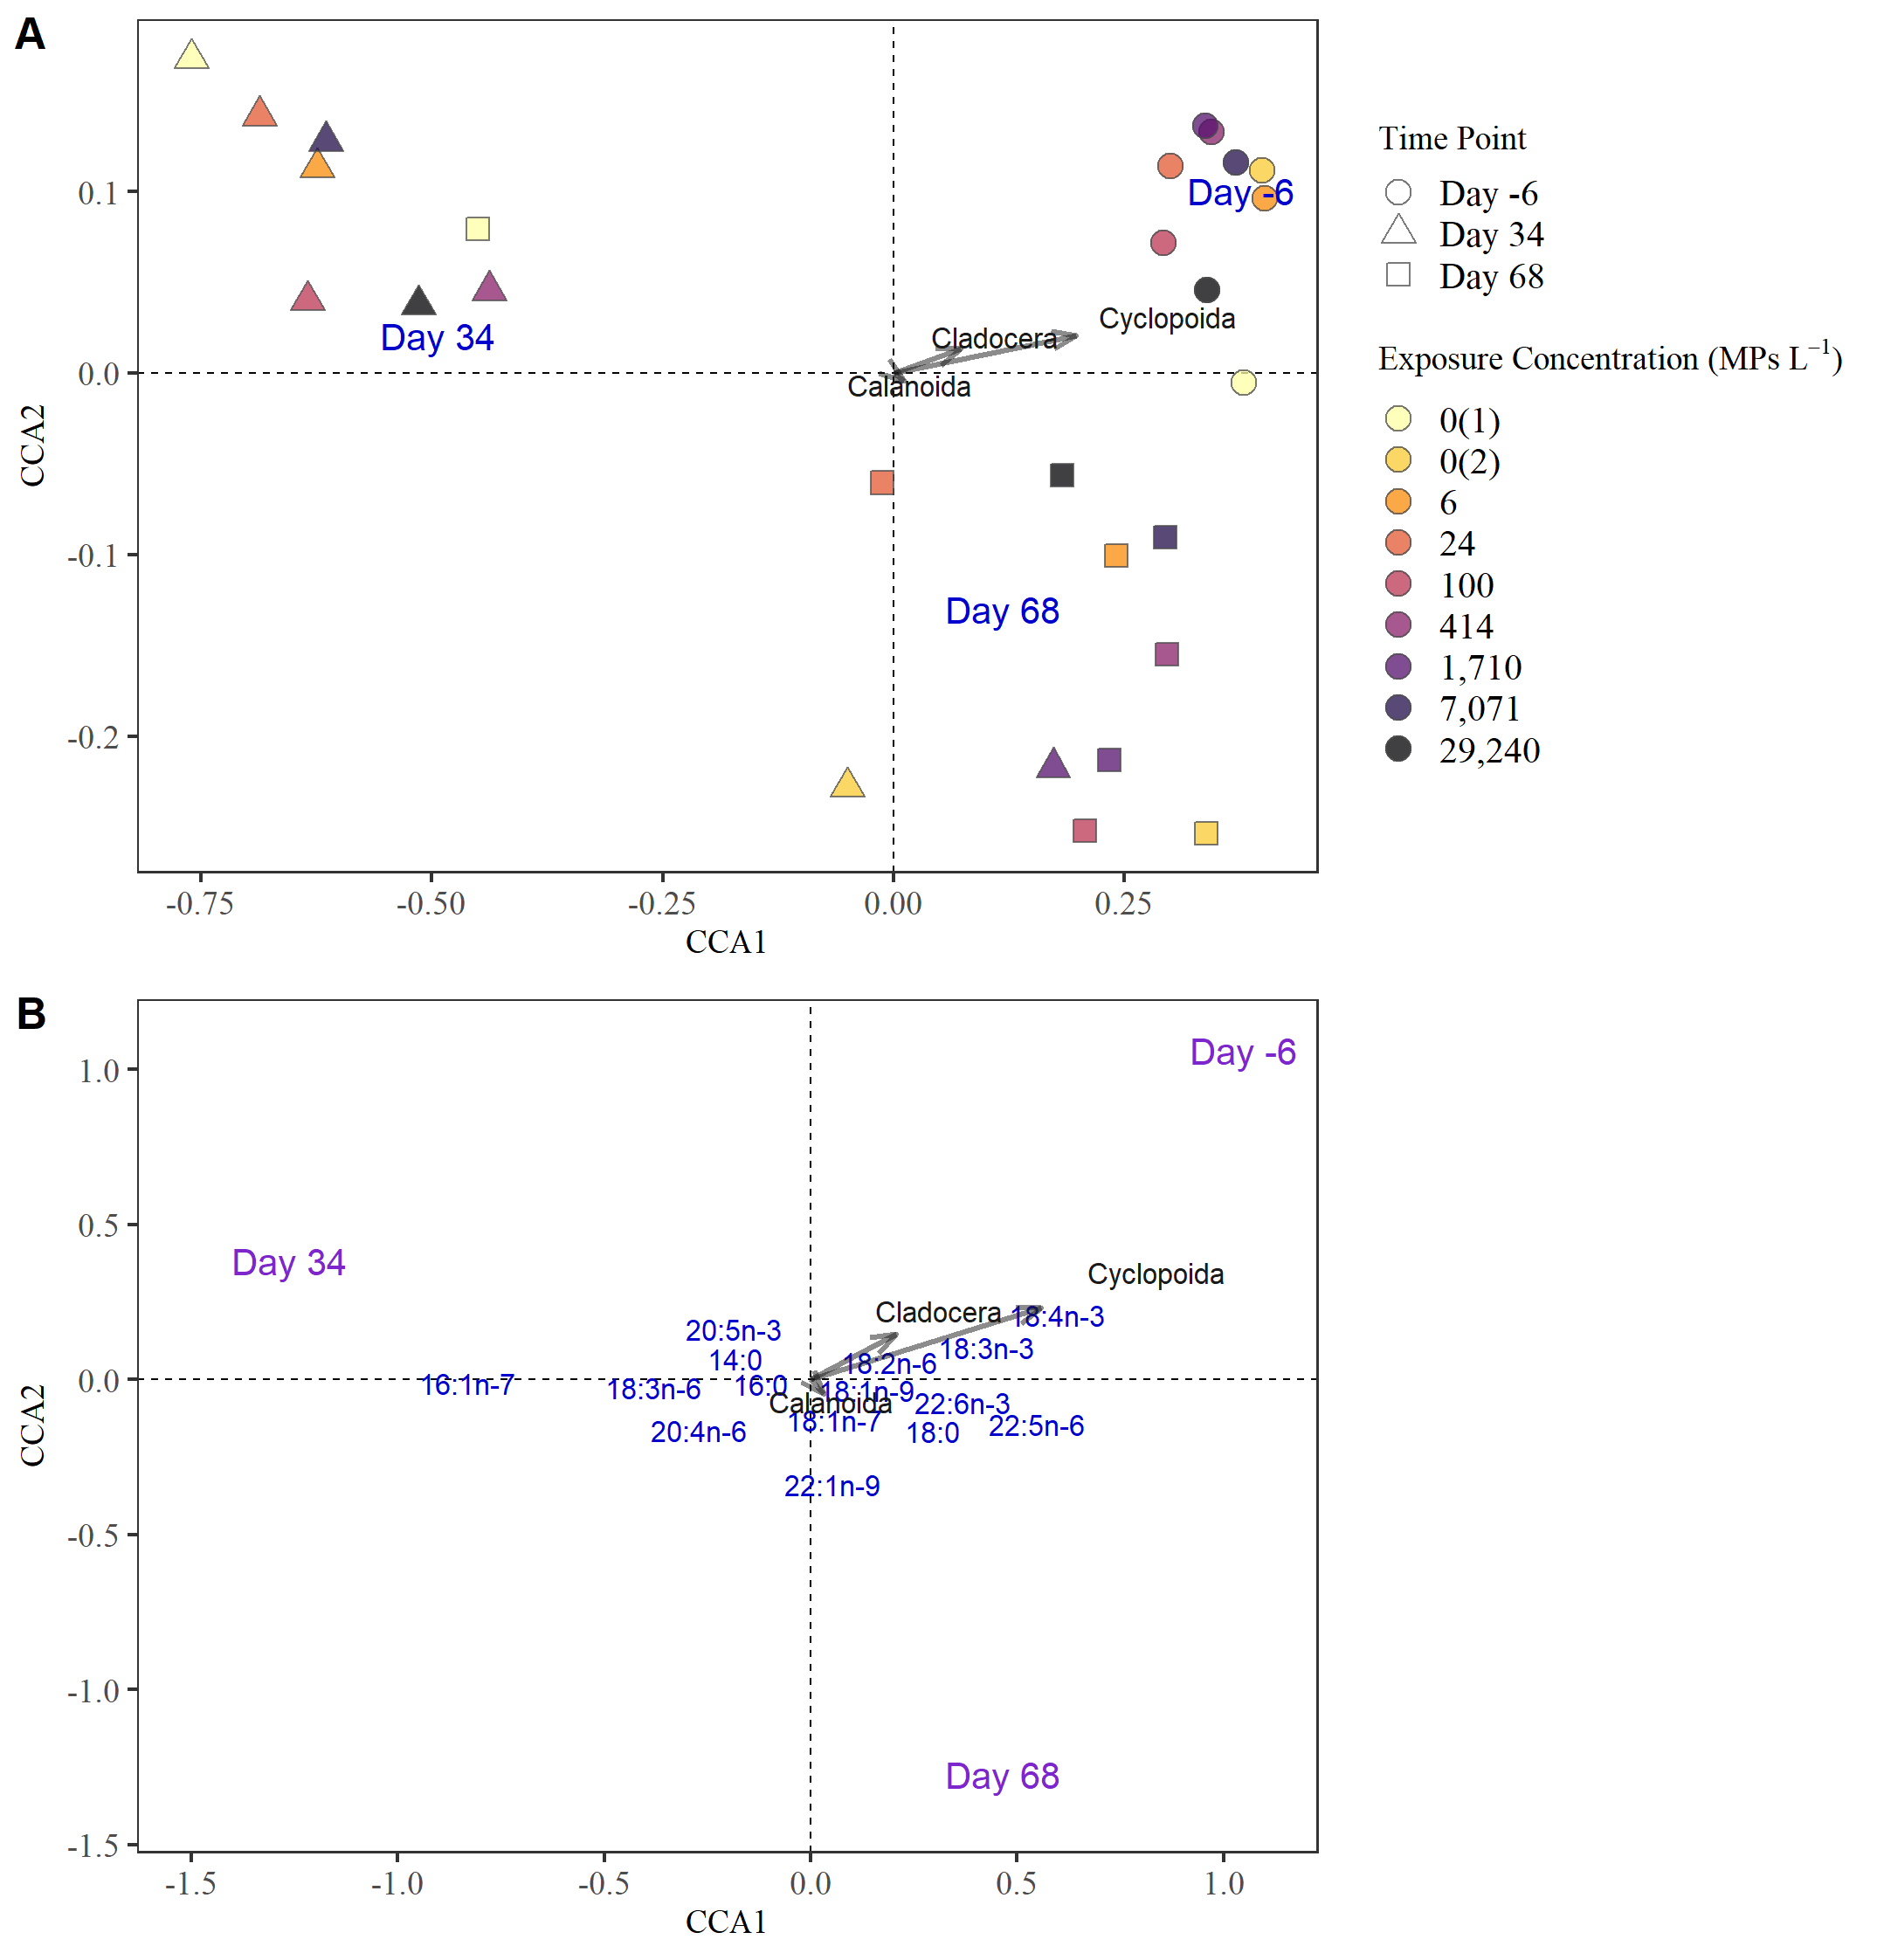 A
CCA2
0.1
0.0
-0.1
-0.2
Day 34
Day -6
Cyclopoida
Cladocera
Calanoida
Day 68
-0.75
-0.50
-0.25
0.00
0.25
CCA1
Time Point
Day -6
Day 34
Day 68
Exposure Concentration (MPs L⁻¹)
0(1)
0(2)
6
24
100
414
1,710
7,071
29,240
B
CCA2
1.0
0.5
0.0
-0.5
-1.0
-1.5
Day -6
Day 34
Cyclopoida
Cladocera
18:4n-3
20:5n-3
18:3n-3
14:0
18:2n-6
16:1n-7
18:3n-6
16:0
18:1n-9
Calanoida
22:6n-3
18:1n-7
22:5n-6
20:4n-6
18:0
22:1n-9
Day 68
-1.5
-1.0
-0.5
0.0
0.5
1.0
CCA1